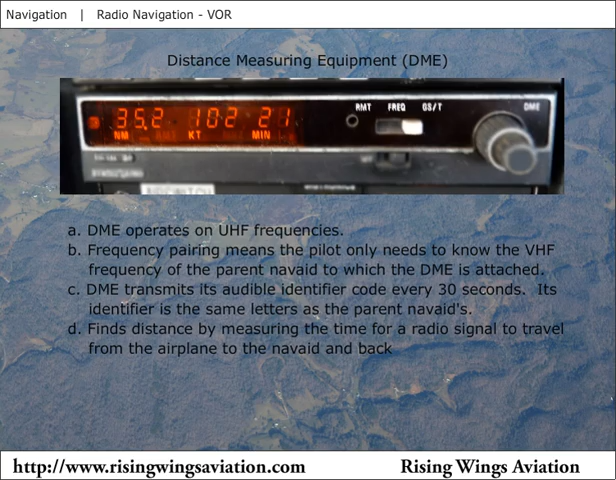 Navigation | Radio Navigation - VOR
Distance Measuring Equipment (DME)
RMT FREQ GS/T DME
35.2 102 21
NM KT MIN
a. DME operates on UHF frequencies.
b. Frequency pairing means the pilot only needs to know the VHF
frequency of the parent navaid to which the DME is attached.
c. DME transmits its audible identifier code every 30 seconds. Its
identifier is the same letters as the parent navaid's.
d. Finds distance by measuring the time for a radio signal to travel
from the airplane to the navaid and back
http://www.risingwingsaviation.com Rising Wings Aviation